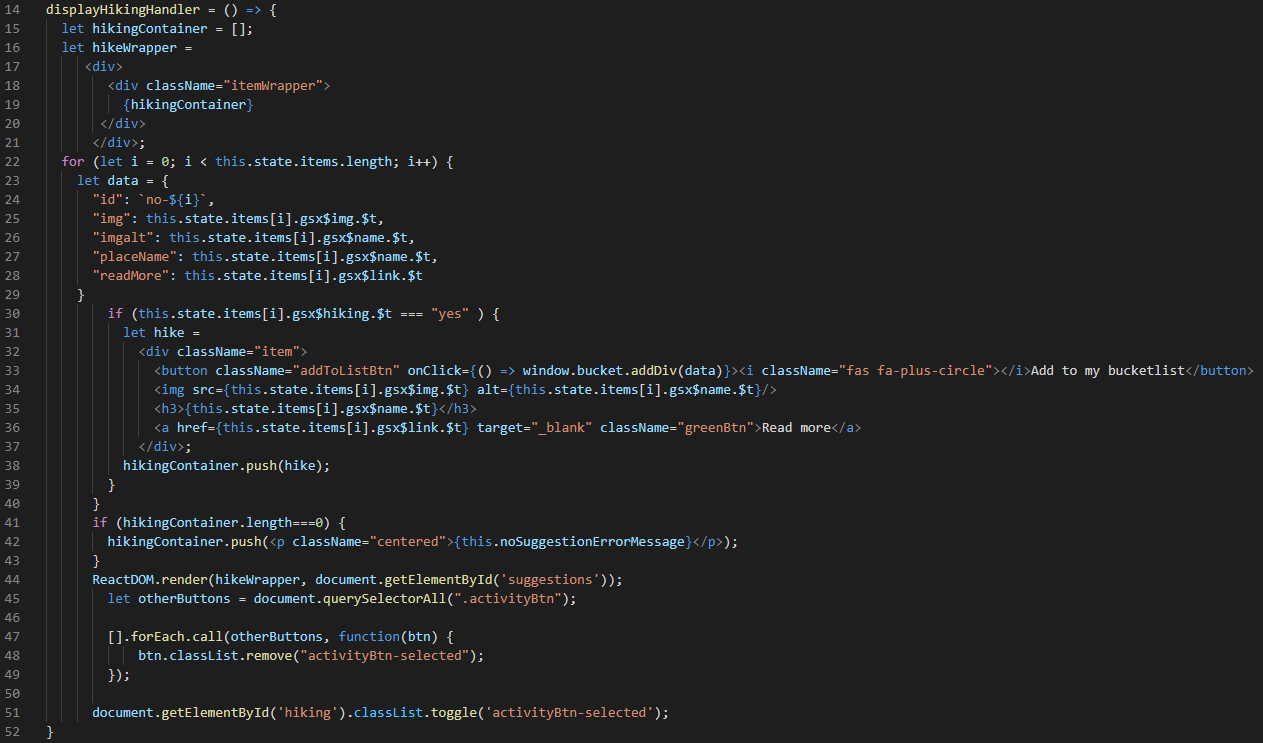 14 displayHikingHandler = () => {
15 let hikingContainer = [];
16 let hikeWrapper =
17 <div>
18 <div className="itemWrapper">
19 {hikingContainer}
20 </div>
21 </div>;
22 for (let i = 0; i < this.state.items.length; i++) {
23 let data = {
24 "id": `no-${i}`,
25 "img": this.state.items[i].gsx$img.$t,
26 "imgalt": this.state.items[i].gsx$name.$t,
27 "placeName": this.state.items[i].gsx$name.$t,
28 "readMore": this.state.items[i].gsx$link.$t
29 }
30 if (this.state.items[i].gsx$hiking.$t === "yes" ) {
31 let hike =
32 <div className="item">
33 <button className="addToListBtn" onClick={() => window.bucket.addDiv(data)}><i className="fas fa-plus-circle"></i>Add to my bucketlist</button>
34 <img src={this.state.items[i].gsx$img.$t} alt={this.state.items[i].gsx$name.$t}/>
35 <h3>{this.state.items[i].gsx$name.$t}</h3>
36 <a href={this.state.items[i].gsx$link.$t} target="_blank" className="greenBtn">Read more</a>
37 </div>;
38 hikingContainer.push(hike);
39 }
40 }
41 if (hikingContainer.length===0) {
42 hikingContainer.push(<p className="centered">{this.noSuggestionErrorMessage}</p>);
43 }
44 ReactDOM.render(hikeWrapper, document.getElementById('suggestions'));
45 let otherButtons = document.querySelectorAll(".activityBtn");
46
47 [].forEach.call(otherButtons, function(btn) {
48 btn.classList.remove("activityBtn-selected");
49 });
50
51 document.getElementById('hiking').classList.toggle('activityBtn-selected');
52 }